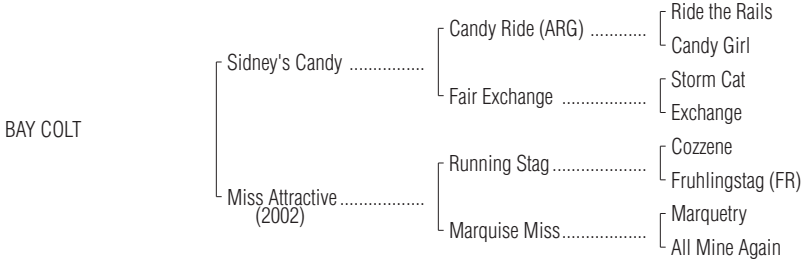 Ride the Rails
Candy Ride (ARG) ............
Candy Girl
Sidney's Candy ................
Storm Cat
Fair Exchange ..................
Exchange
BAY COLT
Cozzene
Running Stag ....................
Fruhlingstag (FR)
Miss Attractive ..................
(2002)
Marquetry
Marquise Miss..................
All Mine Again